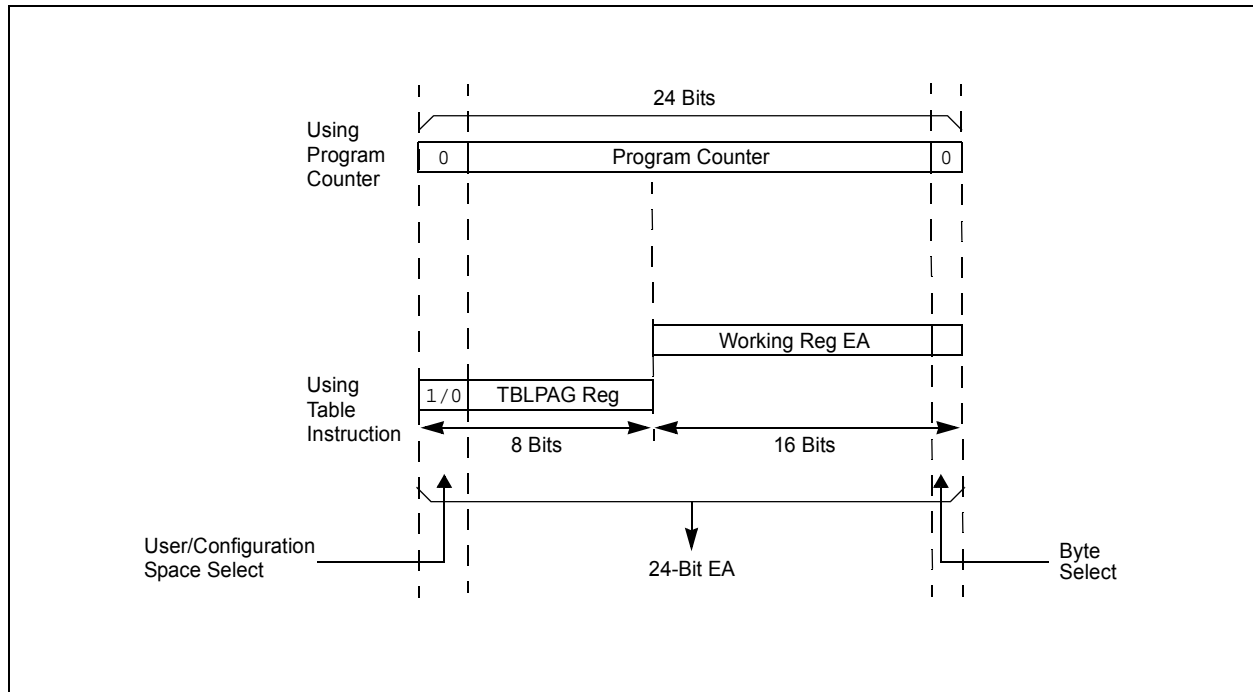 24 Bits
Using
Program
Counter
0
Program Counter
0
Working Reg EA
Using
Table
Instruction
1/0
TBLPAG Reg
8 Bits
16 Bits
User/Configuration
Space Select
24-Bit EA
Byte
Select